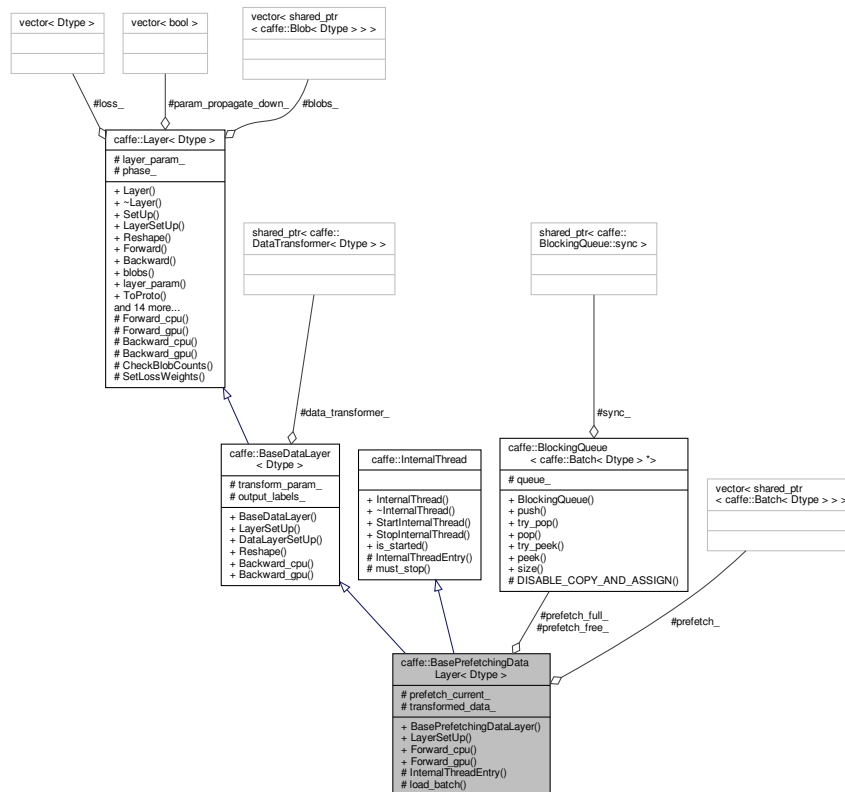 vector< Dtype >
vector< bool >
vector< shared_ptr
< caffe::Blob< Dtype > > >
#loss_
#param_propagate_down_
#blobs_
caffe::Layer< Dtype >
# layer_param_
# phase_
+ Layer()
+ ~Layer()
+ SetUp()
+ LayerSetUp()
+ Reshape()
+ Forward()
+ Backward()
+ blobs()
+ layer_param()
+ ToProto()
and 14 more...
# Forward_cpu()
# Forward_gpu()
# Backward_cpu()
# Backward_gpu()
# CheckBlobCounts()
# SetLossWeights()
shared_ptr< caffe::
DataTransformer< Dtype > >
shared_ptr< caffe::
BlockingQueue::sync >
#data_transformer_
#sync_
caffe::BaseDataLayer
< Dtype >
# transform_param_
# output_labels_
+ BaseDataLayer()
+ LayerSetUp()
+ DataLayerSetUp()
+ Reshape()
+ Backward_cpu()
+ Backward_gpu()
caffe::InternalThread
+ InternalThread()
+ ~InternalThread()
+ StartInternalThread()
+ StopInternalThread()
+ is_started()
# InternalThreadEntry()
# must_stop()
caffe::BlockingQueue
< caffe::Batch< Dtype > *>
# queue_
+ BlockingQueue()
+ push()
+ try_pop()
+ pop()
+ try_peek()
+ peek()
+ size()
# DISABLE_COPY_AND_ASSIGN()
vector< shared_ptr
< caffe::Batch< Dtype > > >
#prefetch_full_
#prefetch_free_
#prefetch_
caffe::BasePrefetchingData
Layer< Dtype >
# prefetch_current_
# transformed_data_
+ BasePrefetchingDataLayer()
+ LayerSetUp()
+ Forward_cpu()
+ Forward_gpu()
# InternalThreadEntry()
# load_batch()